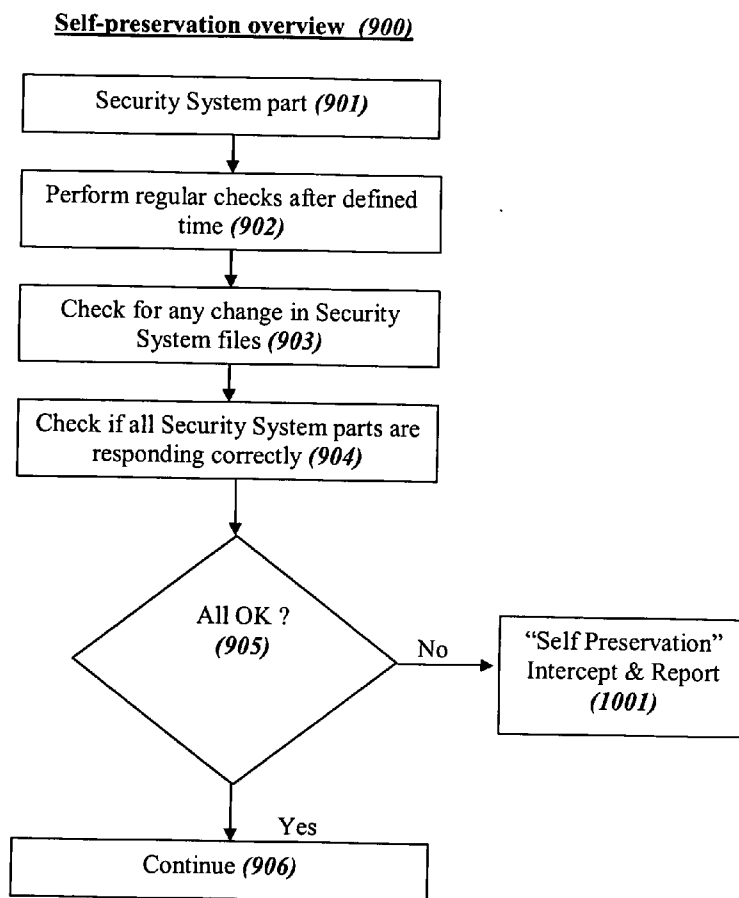 Self-preservation overview (900)
Security System part (901)
Perform regular checks after defined
time (902)
Check for any change in Security
System files (903)
Check if all Security System parts are
responding correctly (904)
All OK ?
(905)
No
“Self Preservation”
Intercept & Report
(1001)
Yes
Continue (906)